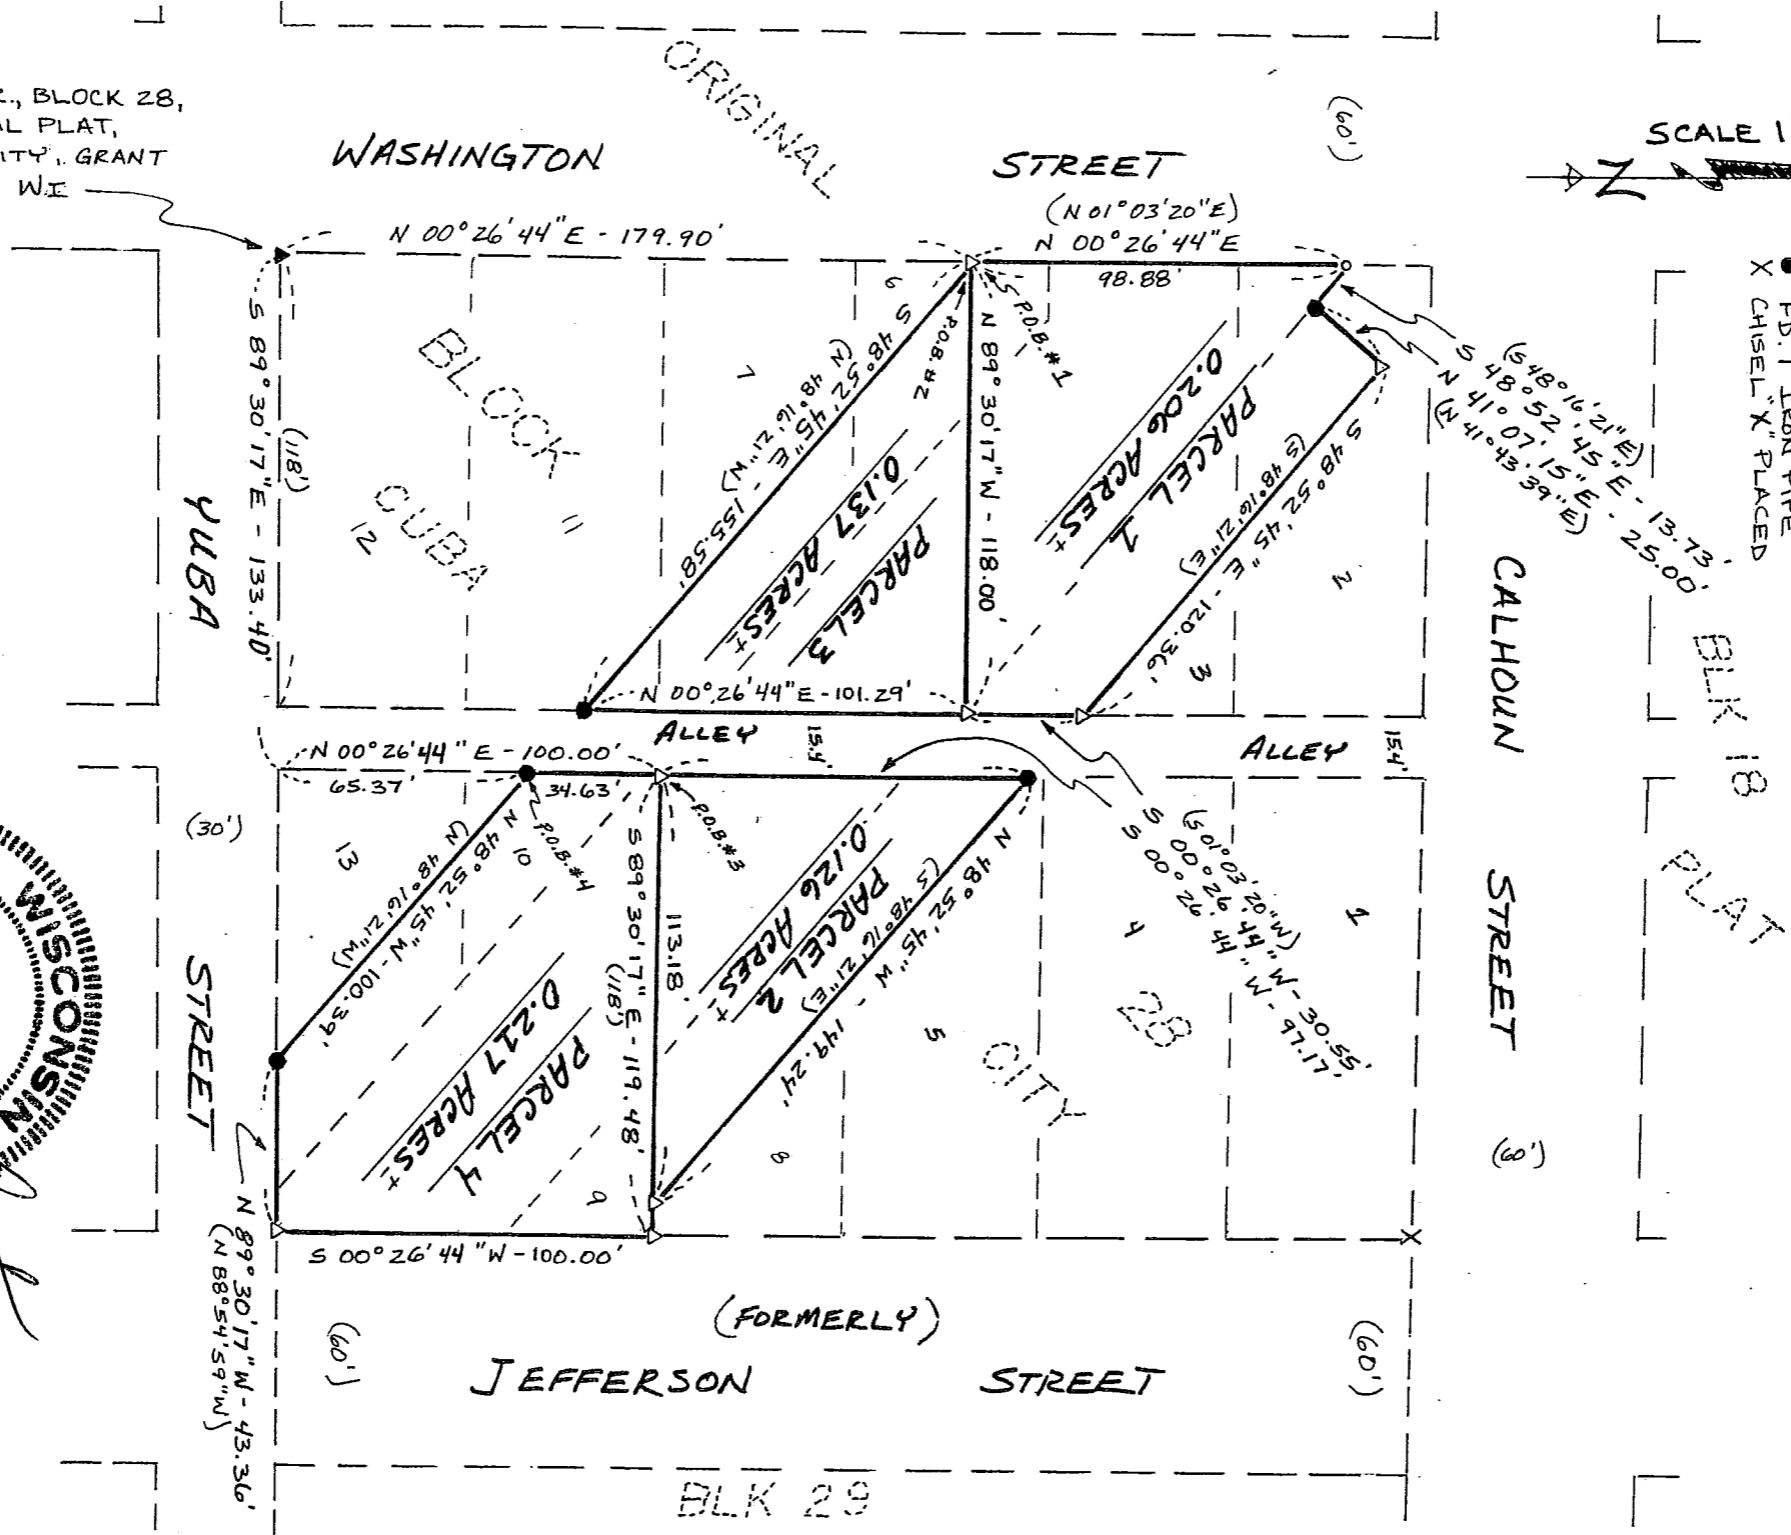 ORIGINAL
BLOCK 28,
PLAT,
GRANT
WI
WASHINGTON STREET
(60')
SCALE 1
N
(N 01°03'20"E)
N 00°26'44"E - 179.90'
N 00°26'44"E
98.88'
X CHISEL "X" PLACED
S 89°30'17"E - 133.40'
(118')
BLOCK
CUBA
12
11
7
6
S 48°52'45"E - 155.58'
(N 48°16'21"W)
P.O.B. #2
P.O.B. #1
N 89°30'17"W - 118.00'
PARCEL 3
0.137 ACRES±
PARCEL 1
0.206 ACRES±
S 48°52'45"E - 120.36'
(S 48°16'21"E)
2
3
(S 48°16'21"E)
S 48°52'45"E - 13.73'
N 41°07'15"E - 25.00'
(N 41°43'39"E)
BLK 18
PLAT
CALHOUN STREET
(60')
YUBA STREET
(30')
N 00°26'44"E - 101.29'
ALLEY
15.4'
ALLEY
15.4'
N 00°26'44"E - 100.00'
65.37'
34.63'
P.O.B. #4
P.O.B. #3
13
10
N 48°52'45"W - 100.39'
(N 48°16'21"W)
S 89°30'17"E - 119.48'
(118')
113.18'
PARCEL 4
0.217 ACRES±
PARCEL 2
0.126 ACRES±
N 48°52'45"W - 149.24'
(S 48°16'21"E)
(S 01°03'20"W)
S 00°26'44"W - 30.55'
S 00°26'44"W - 97.17'
1
4
5
28
CITY
8
9
WISCONSIN
N 89°30'17"W - 43.36'
(N 88°54'59"W)
S 00°26'44"W - 100.00'
(60')
(FORMERLY)
JEFFERSON STREET
(60')
BLK 29